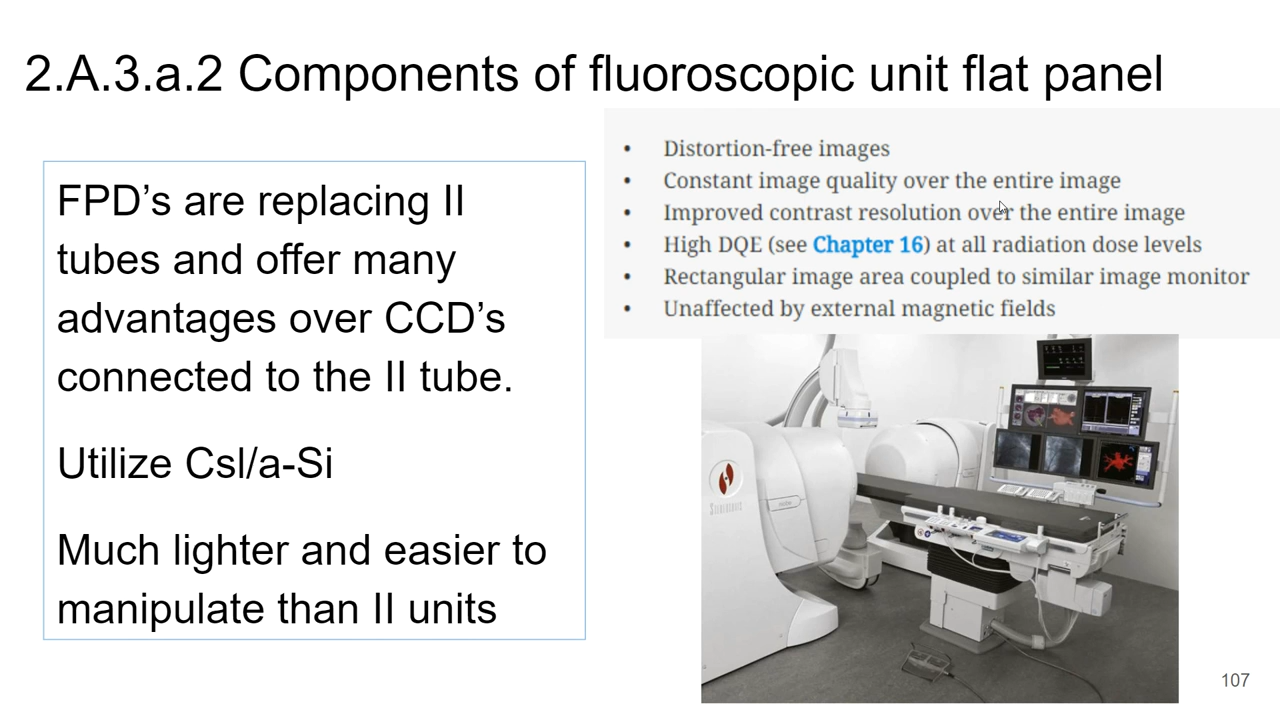 2.A.3.a.2 Components of fluoroscopic unit flat panel
FPD’s are replacing II
tubes and offer many
advantages over CCD’s
connected to the II tube.
Utilize Csl/a-Si
Much lighter and easier to
manipulate than II units
• Distortion-free images
• Constant image quality over the entire image
• Improved contrast resolution over the entire image
• High DQE (see Chapter 16) at all radiation dose levels
• Rectangular image area coupled to similar image monitor
• Unaffected by external magnetic fields
107